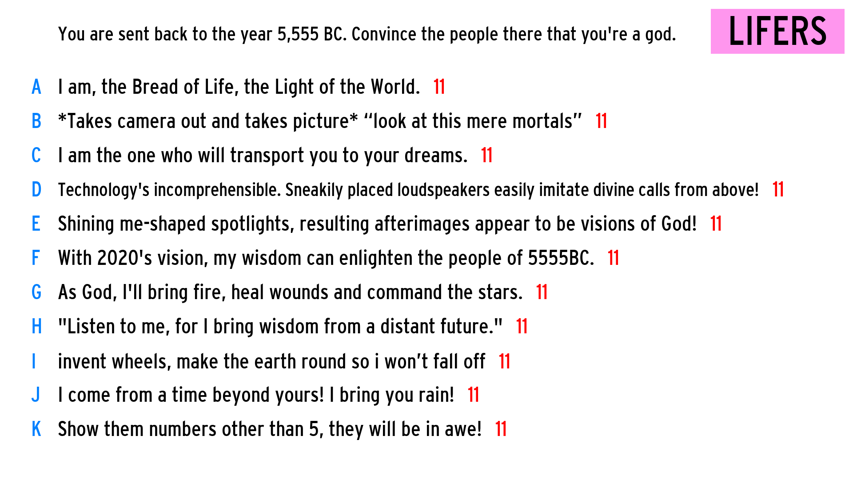 You are sent back to the year 5,555 BC. Convince the people there that you're a god.
LIFERS
A I am, the Bread of Life, the Light of the World. 11
B *Takes camera out and takes picture* “look at this mere mortals” 11
C I am the one who will transport you to your dreams. 11
D Technology's incomprehensible. Sneakily placed loudspeakers easily imitate divine calls from above! 11
E Shining me-shaped spotlights, resulting afterimages appear to be visions of God! 11
F With 2020's vision, my wisdom can enlighten the people of 5555BC. 11
G As God, I'll bring fire, heal wounds and command the stars. 11
H "Listen to me, for I bring wisdom from a distant future." 11
I invent wheels, make the earth round so i won’t fall off 11
J I come from a time beyond yours! I bring you rain! 11
K Show them numbers other than 5, they will be in awe! 11